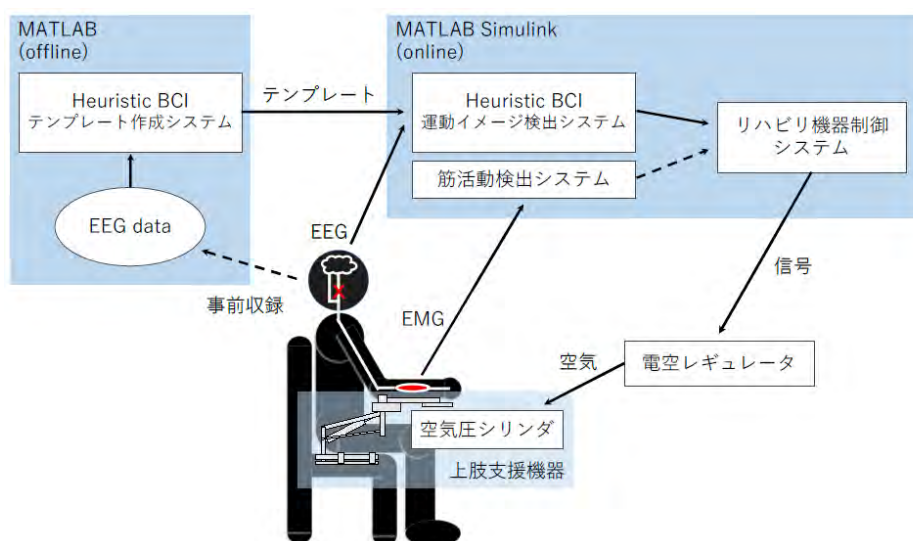 MATLAB
(offline)
Heuristic BCI
テンプレート作成システム
EEG data
テンプレート
MATLAB Simulink
(online)
Heuristic BCI
運動イメージ検出システム
筋活動検出システム
リハビリ機器制御
システム
EEG
事前収録
EMG
信号
空気
電空レギュレータ
空気圧シリンダ
上肢支援機器